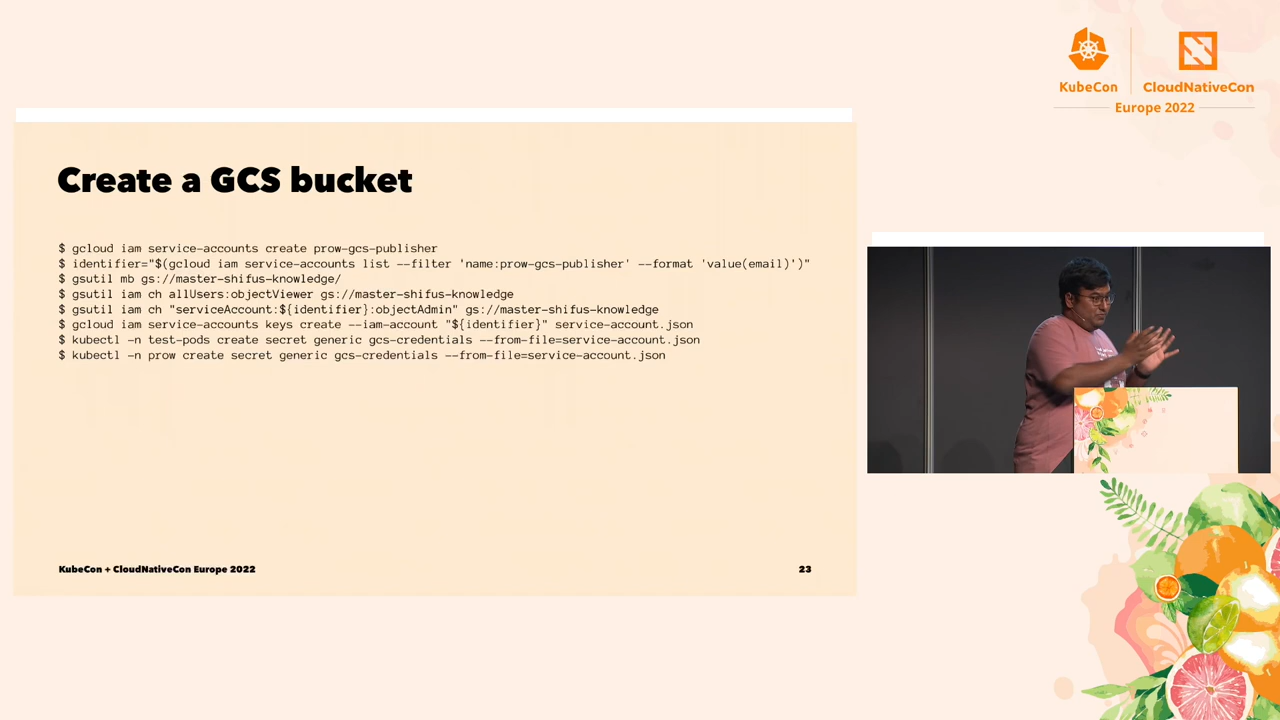 KubeCon
CloudNativeCon
Europe 2022
Create a GCS bucket
$ gcloud iam service-accounts create prow-gcs-publisher
$ identifier="$(gcloud iam service-accounts list --filter 'name:prow-gcs-publisher' --format 'value(email)')"
$ gsutil mb gs://master-shifus-knowledge/
$ gsutil iam ch allUsers:objectViewer gs://master-shifus-knowledge
$ gsutil iam ch "serviceAccount:${identifier}:objectAdmin" gs://master-shifus-knowledge
$ gcloud iam service-accounts keys create --iam-account "${identifier}" service-account.json
$ kubectl -n test-pods create secret generic gcs-credentials --from-file=service-account.json
$ kubectl -n prow create secret generic gcs-credentials --from-file=service-account.json
KubeCon + CloudNativeCon Europe 2022
23